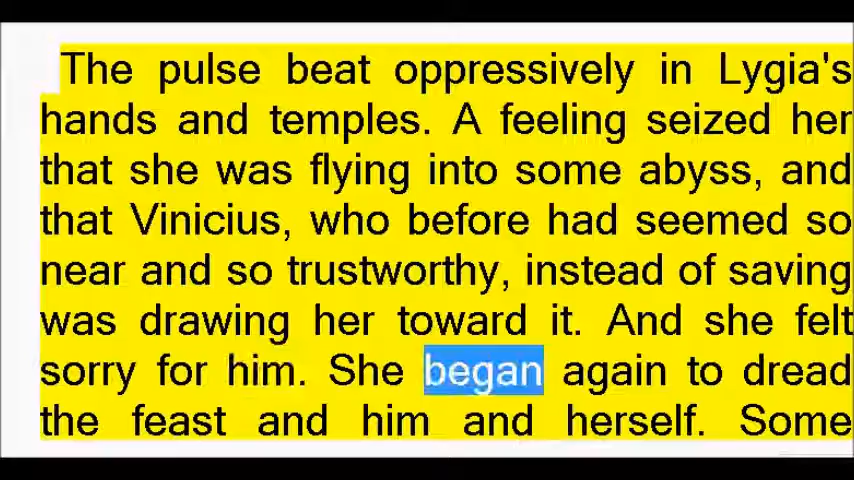 The pulse beat oppressively in Lygia's
hands and temples. A feeling seized her
that she was flying into some abyss, and
that Vinicius, who before had seemed so
near and so trustworthy, instead of saving
was drawing her toward it. And she felt
sorry for him. She began again to dread
the feast and him and herself. Some